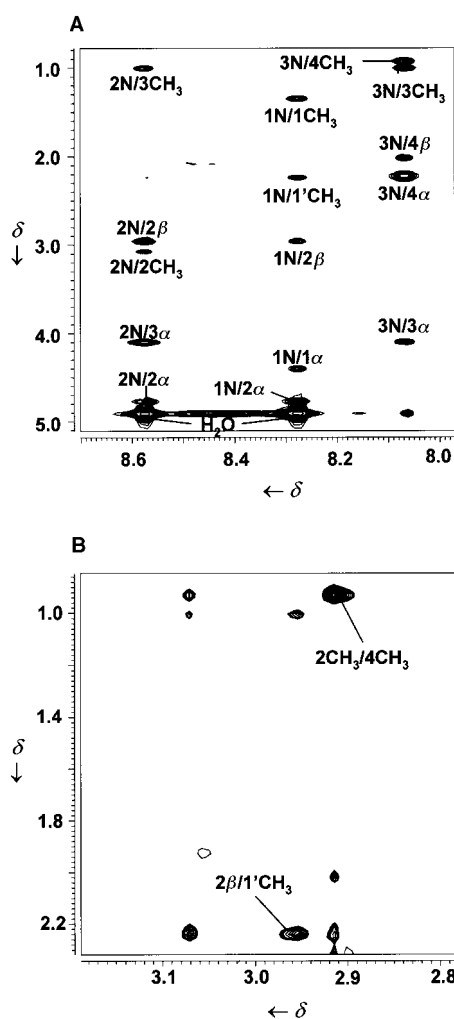 A
1.0
2.0
δ
3.0
4.0
5.0
2N/3CH₃
3N/4CH₃
3N/3CH₃
1N/1CH₃
3N/4β
1N/1'CH₃
3N/4α
2N/2β
2N/2CH₃
1N/2β
2N/3α
3N/3α
1N/1α
2N/2α
1N/2α
H₂O
8.6
8.4
8.2
8.0
← δ
B
1.0
δ
1.4
1.8
2.2
2CH₃/4CH₃
2β/1'CH₃
3.1
3.0
2.9
2.8
← δ